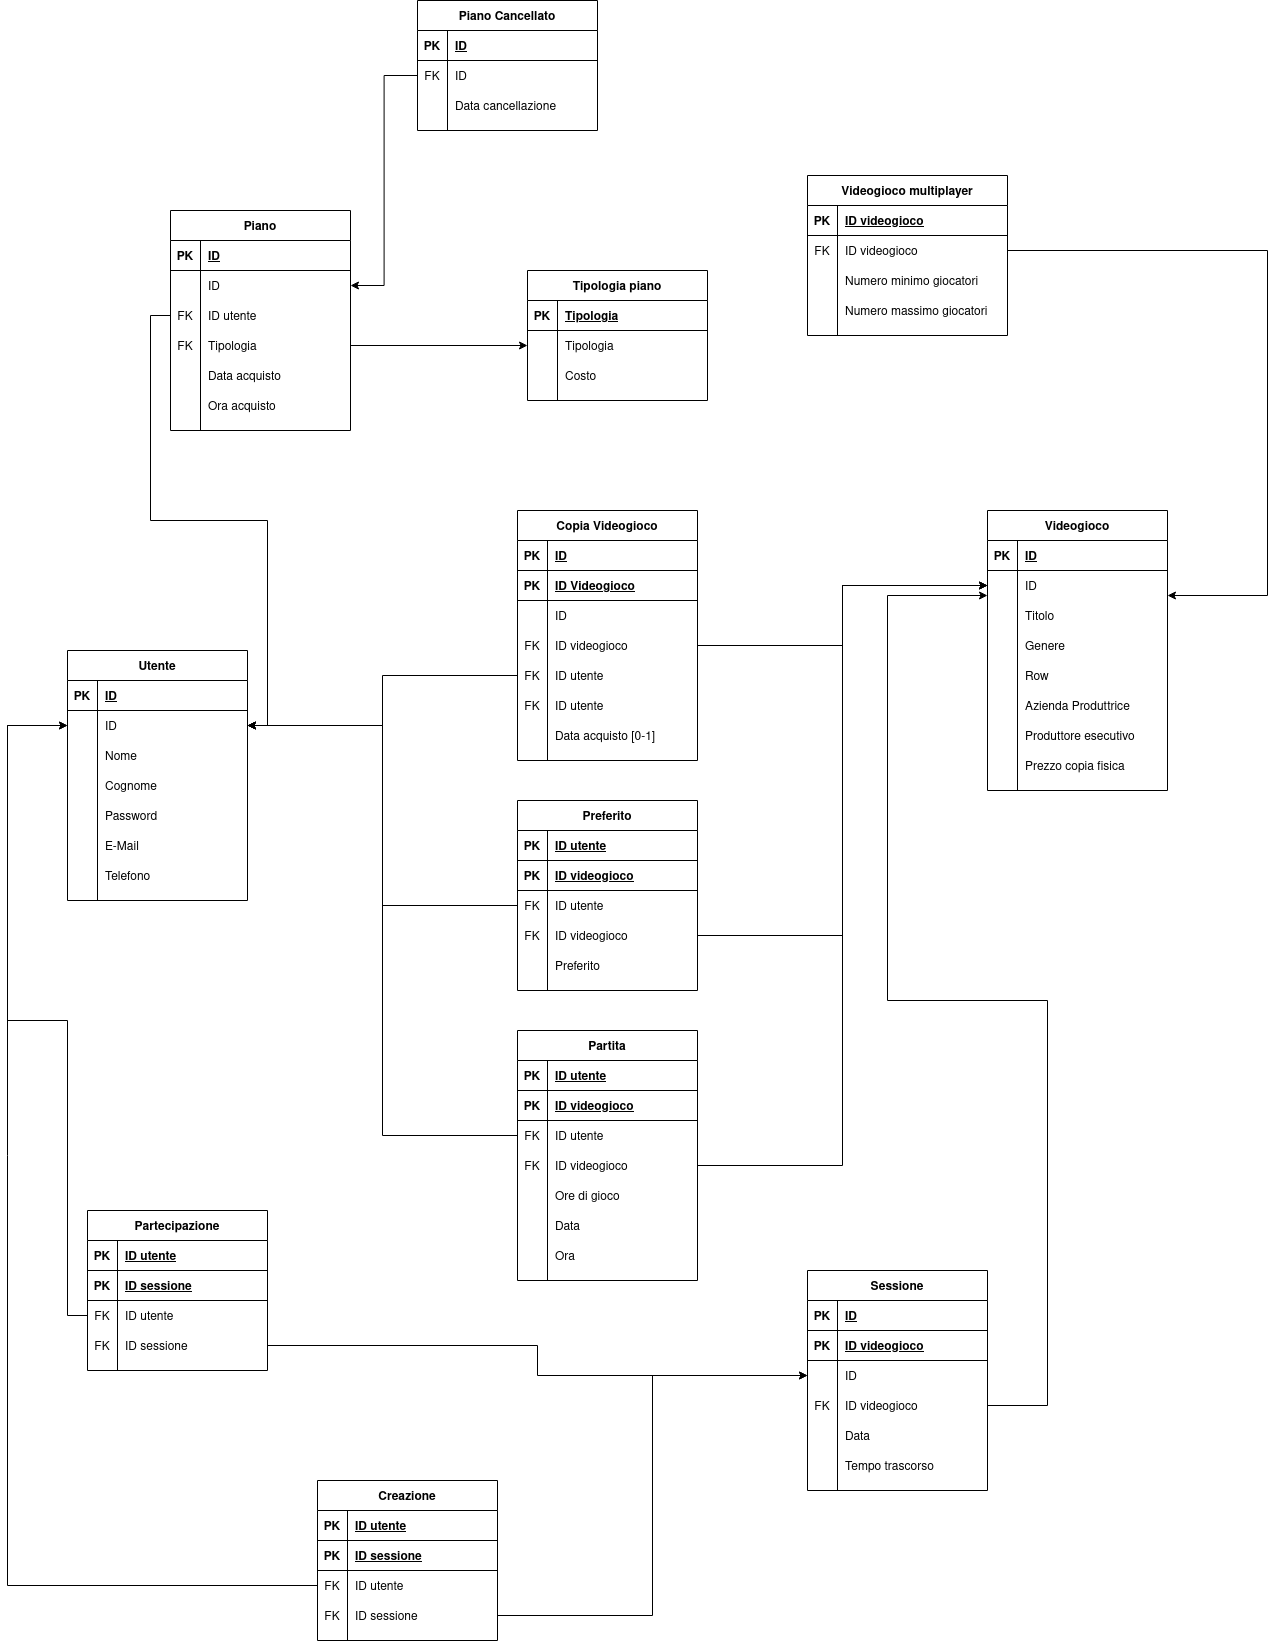 Piano Cancellato
PK ID
FK ID
Data cancellazione
Videogioco multiplayer
PK ID videogioco
FK ID videogioco
Numero minimo giocatori
Numero massimo giocatori
Piano
PK ID
ID
FK ID utente
FK Tipologia
Data acquisto
Ora acquisto
Tipologia piano
PK Tipologia
Tipologia
Costo
Copia Videogioco
PK ID
PK ID Videogioco
ID
FK ID videogioco
FK ID utente
FK ID utente
Data acquisto [0-1]
Videogioco
PK ID
ID
Titolo
Genere
Row
Azienda Produttrice
Produttore esecutivo
Prezzo copia fisica
Utente
PK ID
ID
Nome
Cognome
Password
E-Mail
Telefono
Preferito
PK ID utente
PK ID videogioco
FK ID utente
FK ID videogioco
Preferito
Partita
PK ID utente
PK ID videogioco
FK ID utente
FK ID videogioco
Ore di gioco
Data
Ora
Partecipazione
PK ID utente
PK ID sessione
FK ID utente
FK ID sessione
Sessione
PK ID
PK ID videogioco
ID
FK ID videogioco
Data
Tempo trascorso
Creazione
PK ID utente
PK ID sessione
FK ID utente
FK ID sessione